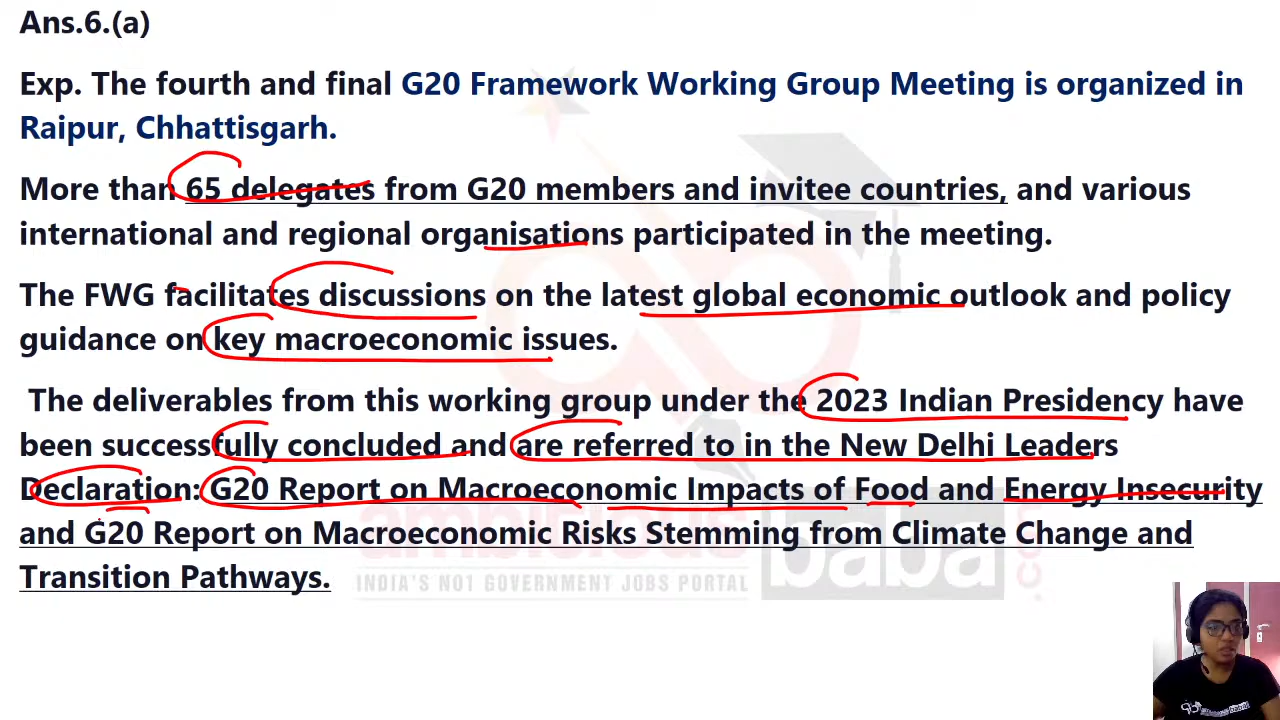 Ans.6.(a)
Exp. The fourth and final G20 Framework Working Group Meeting is organized in
Raipur, Chhattisgarh.
More than 65 delegates from G20 members and invitee countries, and various
international and regional organisations participated in the meeting.
The FWG facilitates discussions on the latest global economic outlook and policy
guidance on key macroeconomic issues.
The deliverables from this working group under the 2023 Indian Presidency have
been successfully concluded and are referred to in the New Delhi Leaders
Declaration: G20 Report on Macroeconomic Impacts of Food and Energy Insecurity
and G20 Report on Macroeconomic Risks Stemming from Climate Change and
Transition Pathways.
ambitious baba .com
INDIA'S NO1 GOVERNMENT JOBS PORTAL